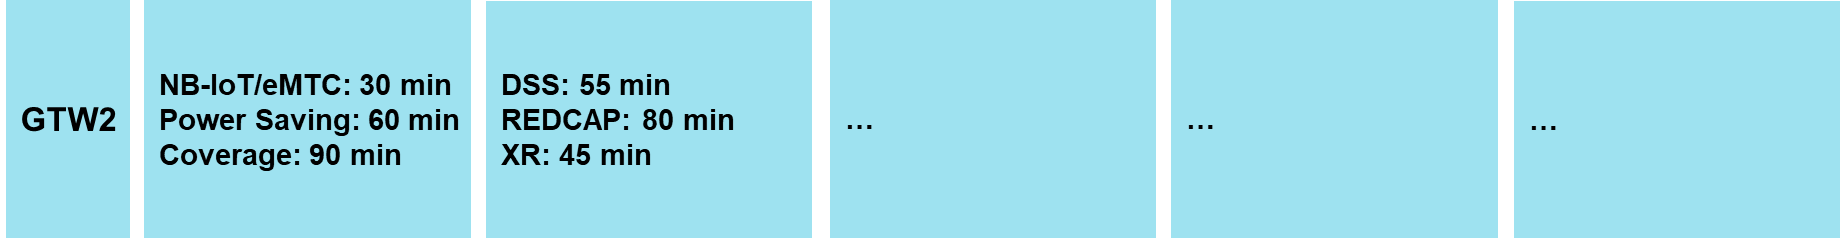 GTW2
NB-IoT/eMTC: 30 min
Power Saving: 60 min
Coverage: 90 min
DSS: 55 min
REDCAP: 80 min
XR: 45 min
...
...
...